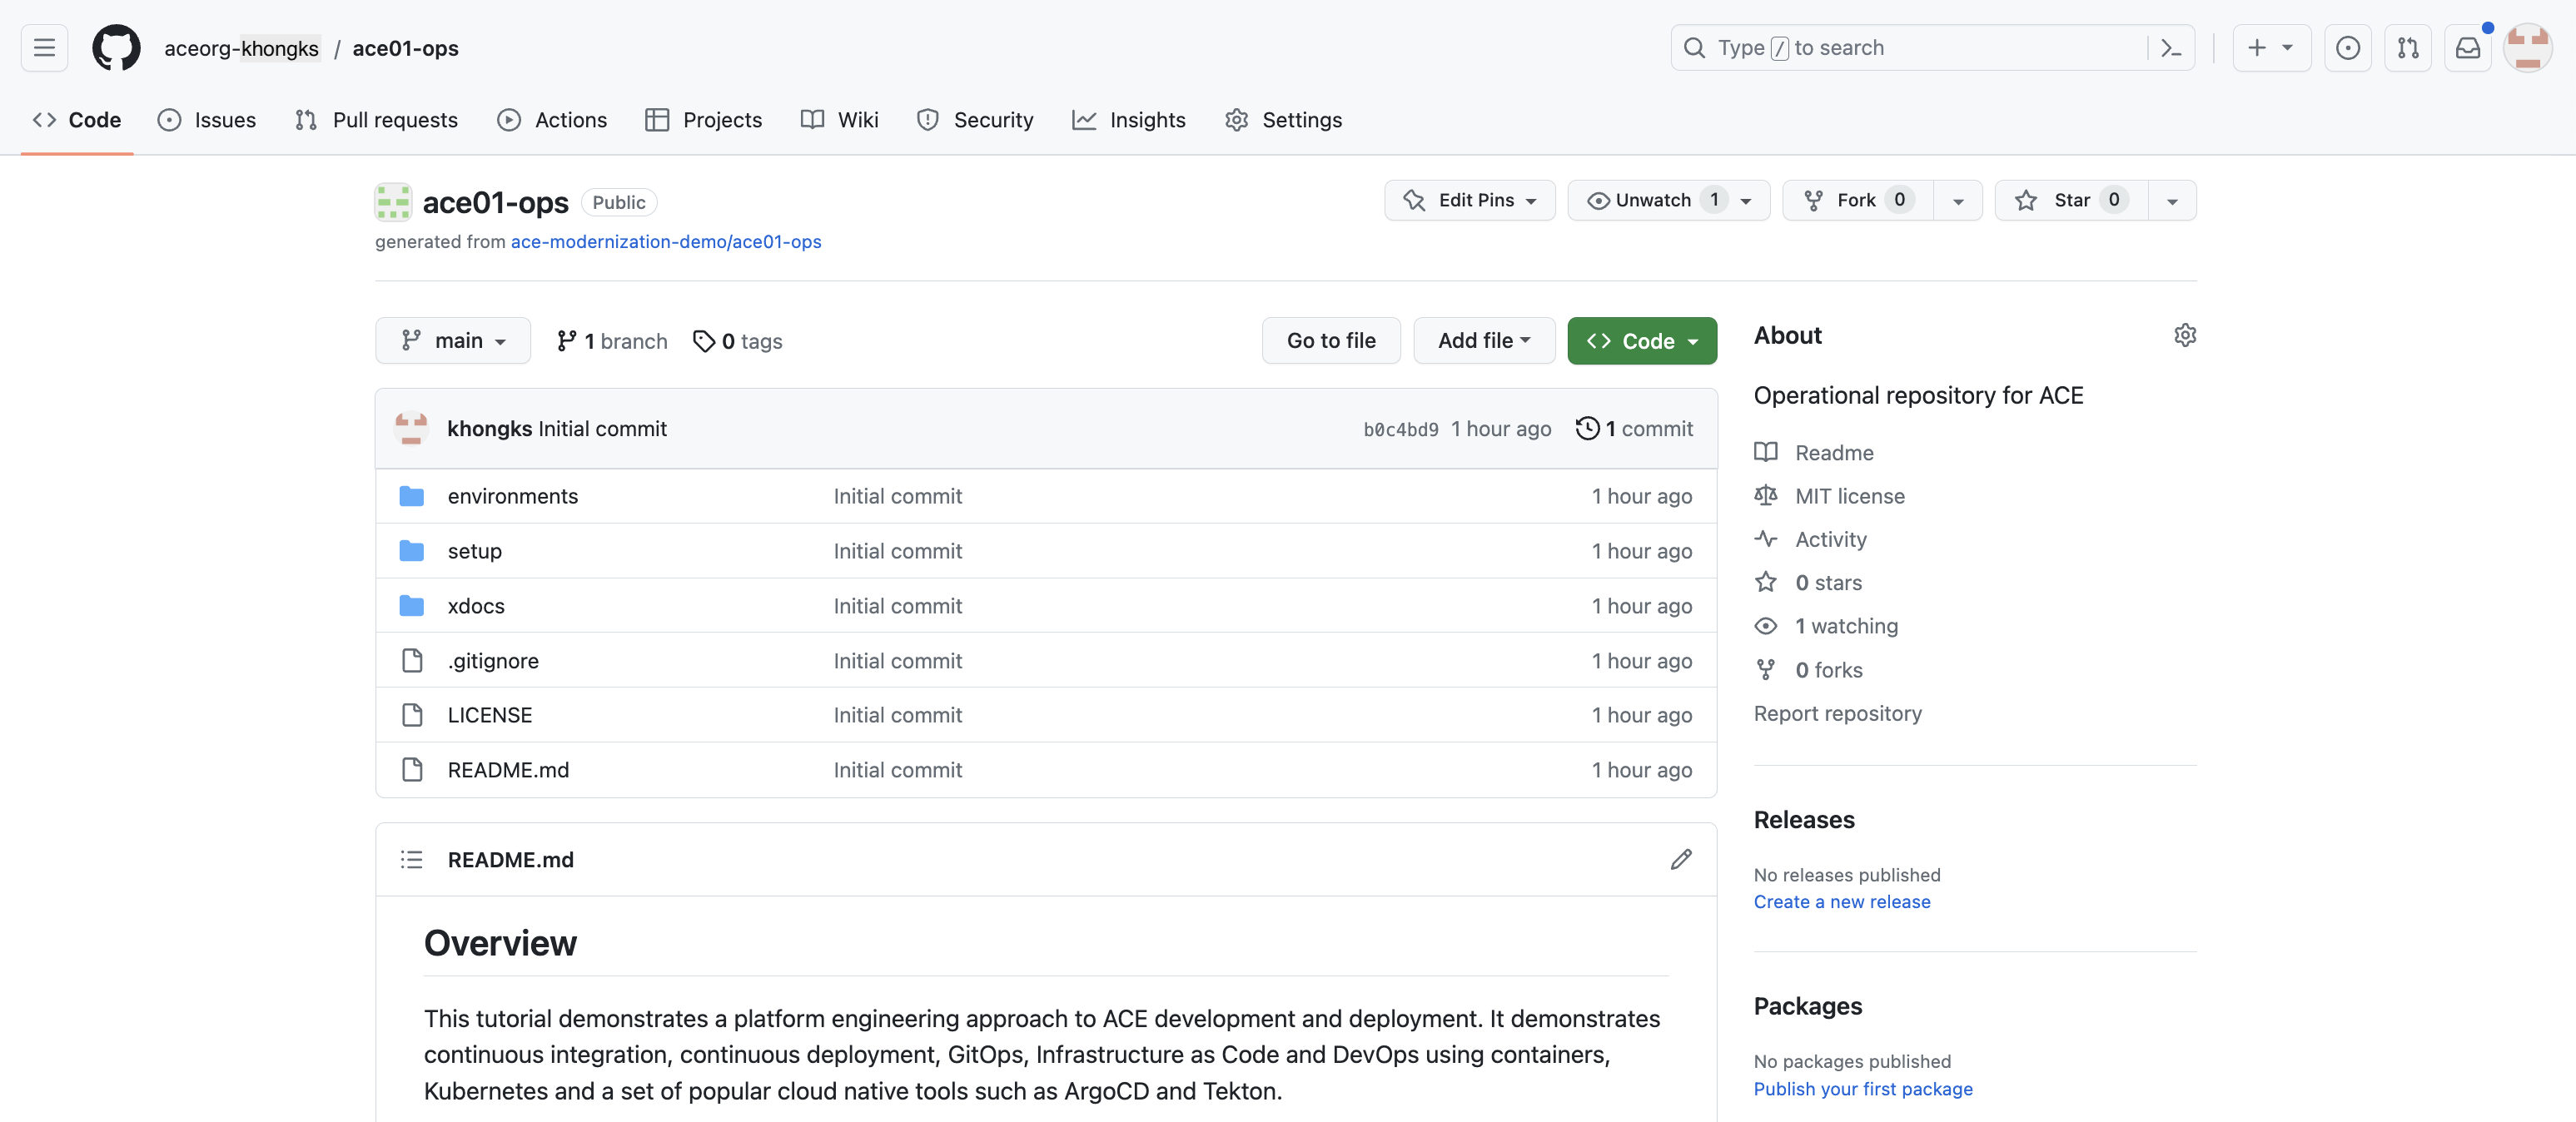 aceorg-khongks / ace01-ops
Type / to search
Code Issues Pull requests Actions Projects Wiki Security Insights Settings
ace01-ops Public
Edit Pins Unwatch 1 Fork 0 Star 0
generated from ace-modernization-demo/ace01-ops
main 1 branch 0 tags
Go to file Add file Code
khongks Initial commit b0c4bd9 1 hour ago 1 commit
environments Initial commit 1 hour ago
setup Initial commit 1 hour ago
xdocs Initial commit 1 hour ago
.gitignore Initial commit 1 hour ago
LICENSE Initial commit 1 hour ago
README.md Initial commit 1 hour ago
README.md
Overview
This tutorial demonstrates a platform engineering approach to ACE development and deployment. It demonstrates
continuous integration, continuous deployment, GitOps, Infrastructure as Code and DevOps using containers,
Kubernetes and a set of popular cloud native tools such as ArgoCD and Tekton.
About
Operational repository for ACE
Readme
MIT license
Activity
0 stars
1 watching
0 forks
Report repository
Releases
No releases published
Create a new release
Packages
No packages published
Publish your first package